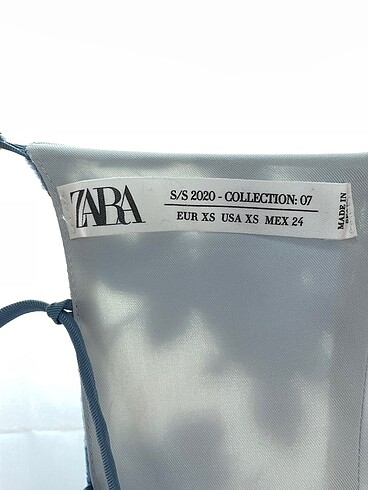 ZARA
S/S 2020 - COLLECTION: 07
EUR XS USA XS MEX 24
MADE IN